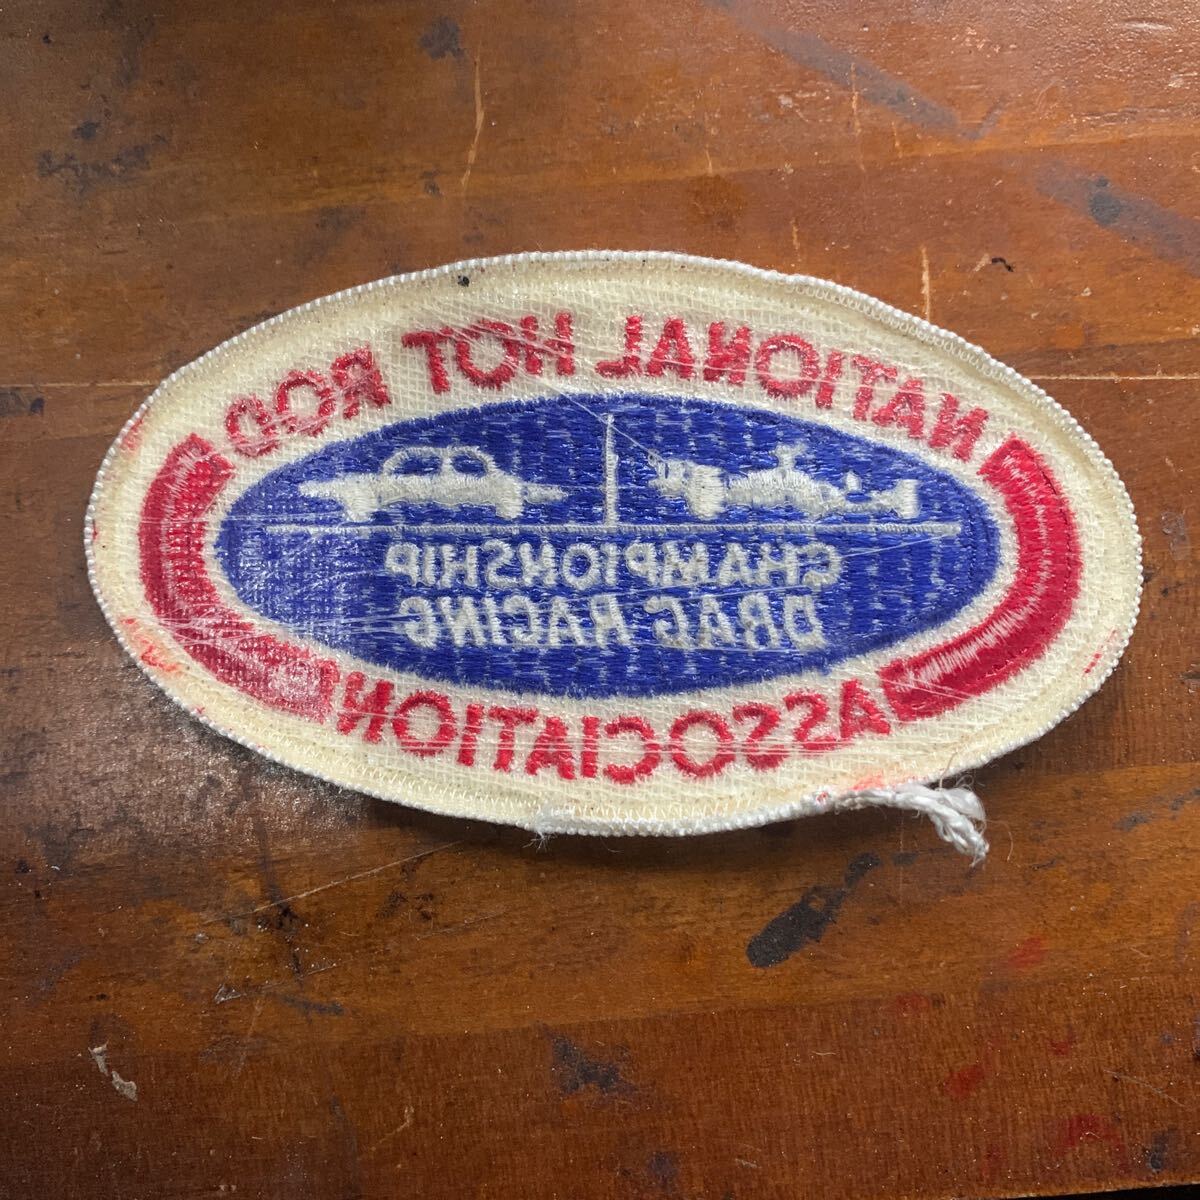 NATIONAL HOT ROD
CHAMPIONSHIP
DRAG RACING
ASSOCIATION